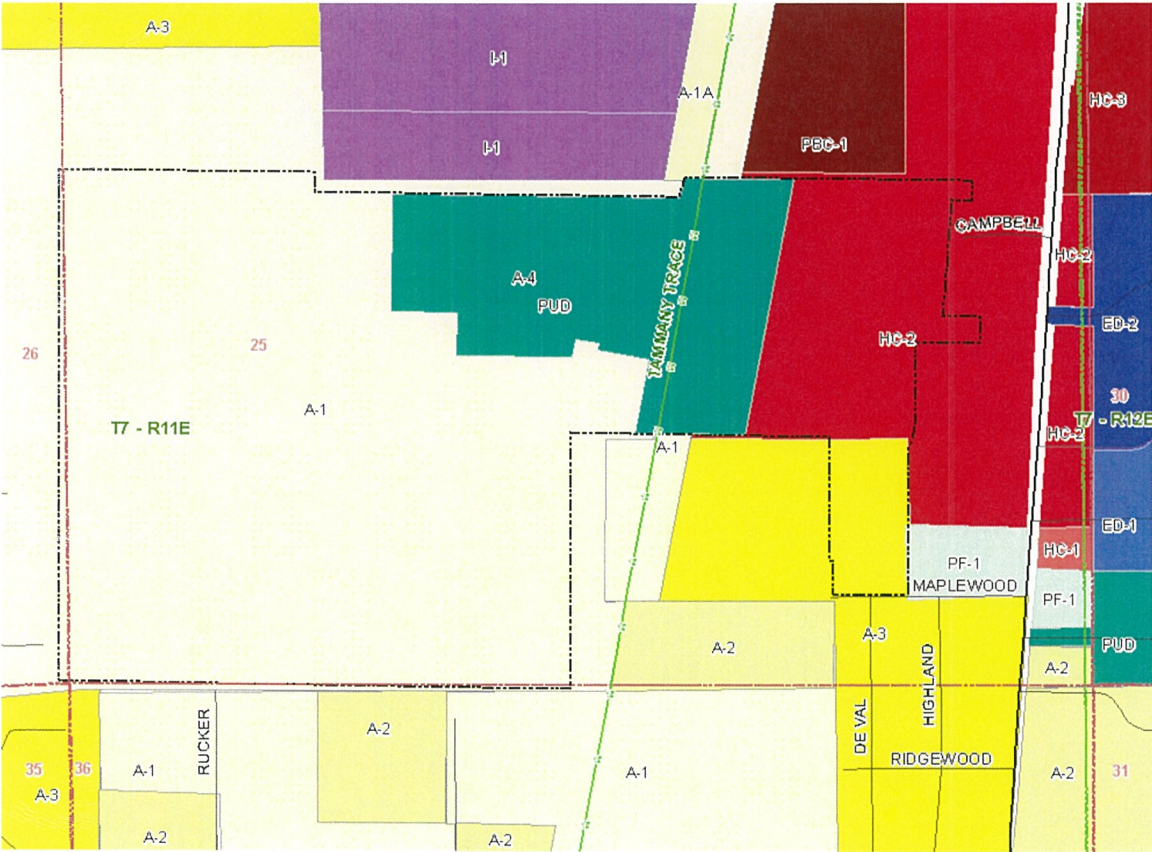 A-3
I-1
A-1A
HC-3
I-1
PBC-1
CAMPBELL
HC-2
A-4
PUD
TAMMANY TRACE
ED-2
HC-2
26
25
30
A-1
T7 - R11E
T7 - R12E
HC-2
A-1
ED-1
HC-1
PF-1
MAPLEWOOD
PF-1
A-3
A-2
PUD
A-2
HIGHLAND
DE VAL
RUCKER
A-2
RIDGEWOOD
35
36
A-1
A-1
A-2
31
A-3
A-2
A-2